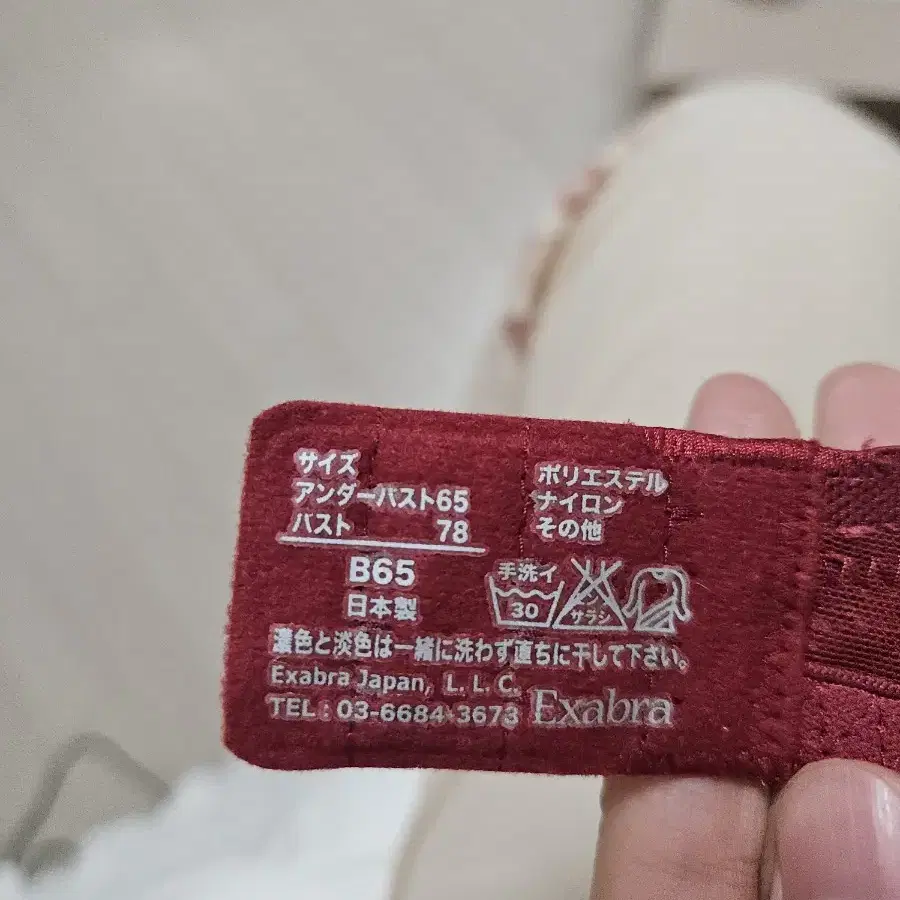 サイズ
アンダーバスト65
バスト 78
B65
日本製
ポリエステル
ナイロン
その他
手洗イ
30
サラシ
濃色と淡色は一緒に洗わず直ちに干して下さい。
Exabra Japan, L. L. C.
TEL : 03-6684-3673
Exabra